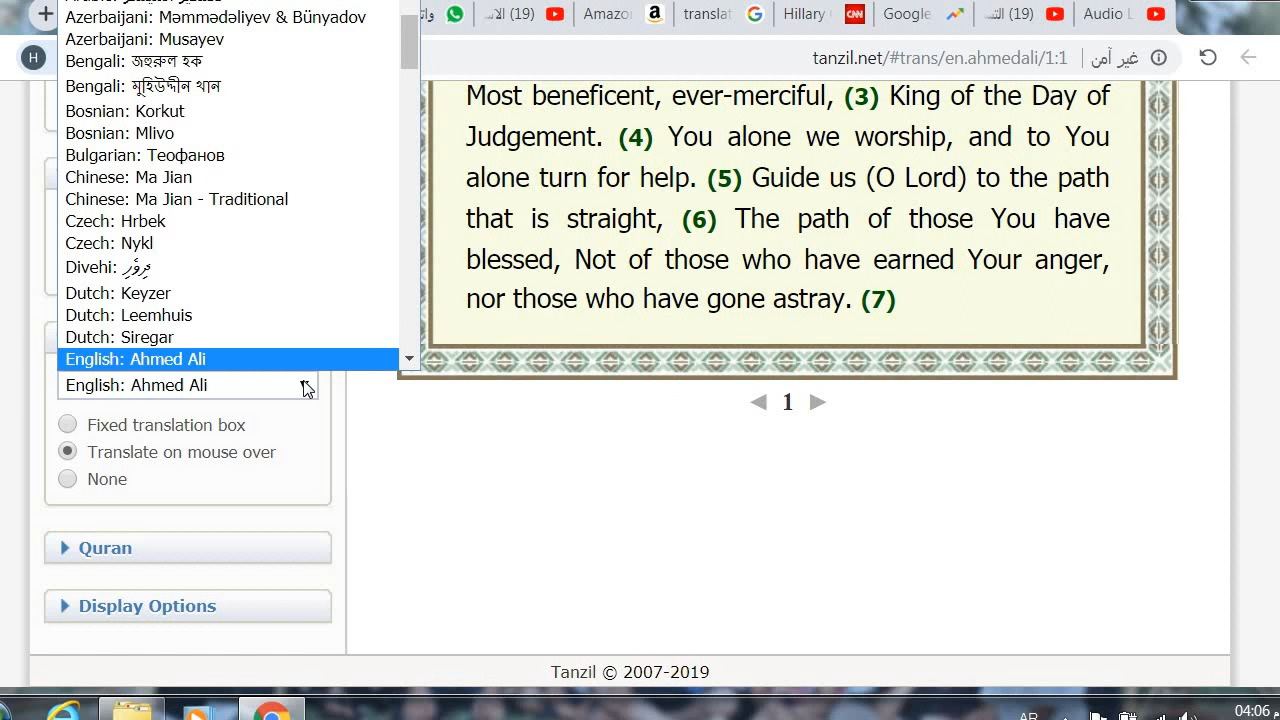 Azerbaijani: Məmmədəliyev & Bünyadov
Azerbaijani: Musayev
Bengali: জহুরুল হক
Bengali: মুহিউদ্দীন খান
Bosnian: Korkut
Bosnian: Mlivo
Bulgarian: Теофанов
Chinese: Ma Jian
Chinese: Ma Jian - Traditional
Czech: Hrbek
Czech: Nykl
Divehi: ދިވެހި
Dutch: Keyzer
Dutch: Leemhuis
Dutch: Siregar
English: Ahmed Ali
English: Ahmed Ali
Fixed translation box
Translate on mouse over
None
Quran
Display Options
(19) الا
Amazo
a
translat
G
Hillary
CNN
Google
(19) الت
Audio L
H
tanzil.net/#trans/en.ahmedali/1:1
غير آمن
Most beneficent, ever-merciful, (3) King of the Day of
Judgement. (4) You alone we worship, and to You
alone turn for help. (5) Guide us (O Lord) to the path
that is straight, (6) The path of those You have
blessed, Not of those who have earned Your anger,
nor those who have gone astray. (7)
1
Tanzil © 2007-2019
AR
04:06 م